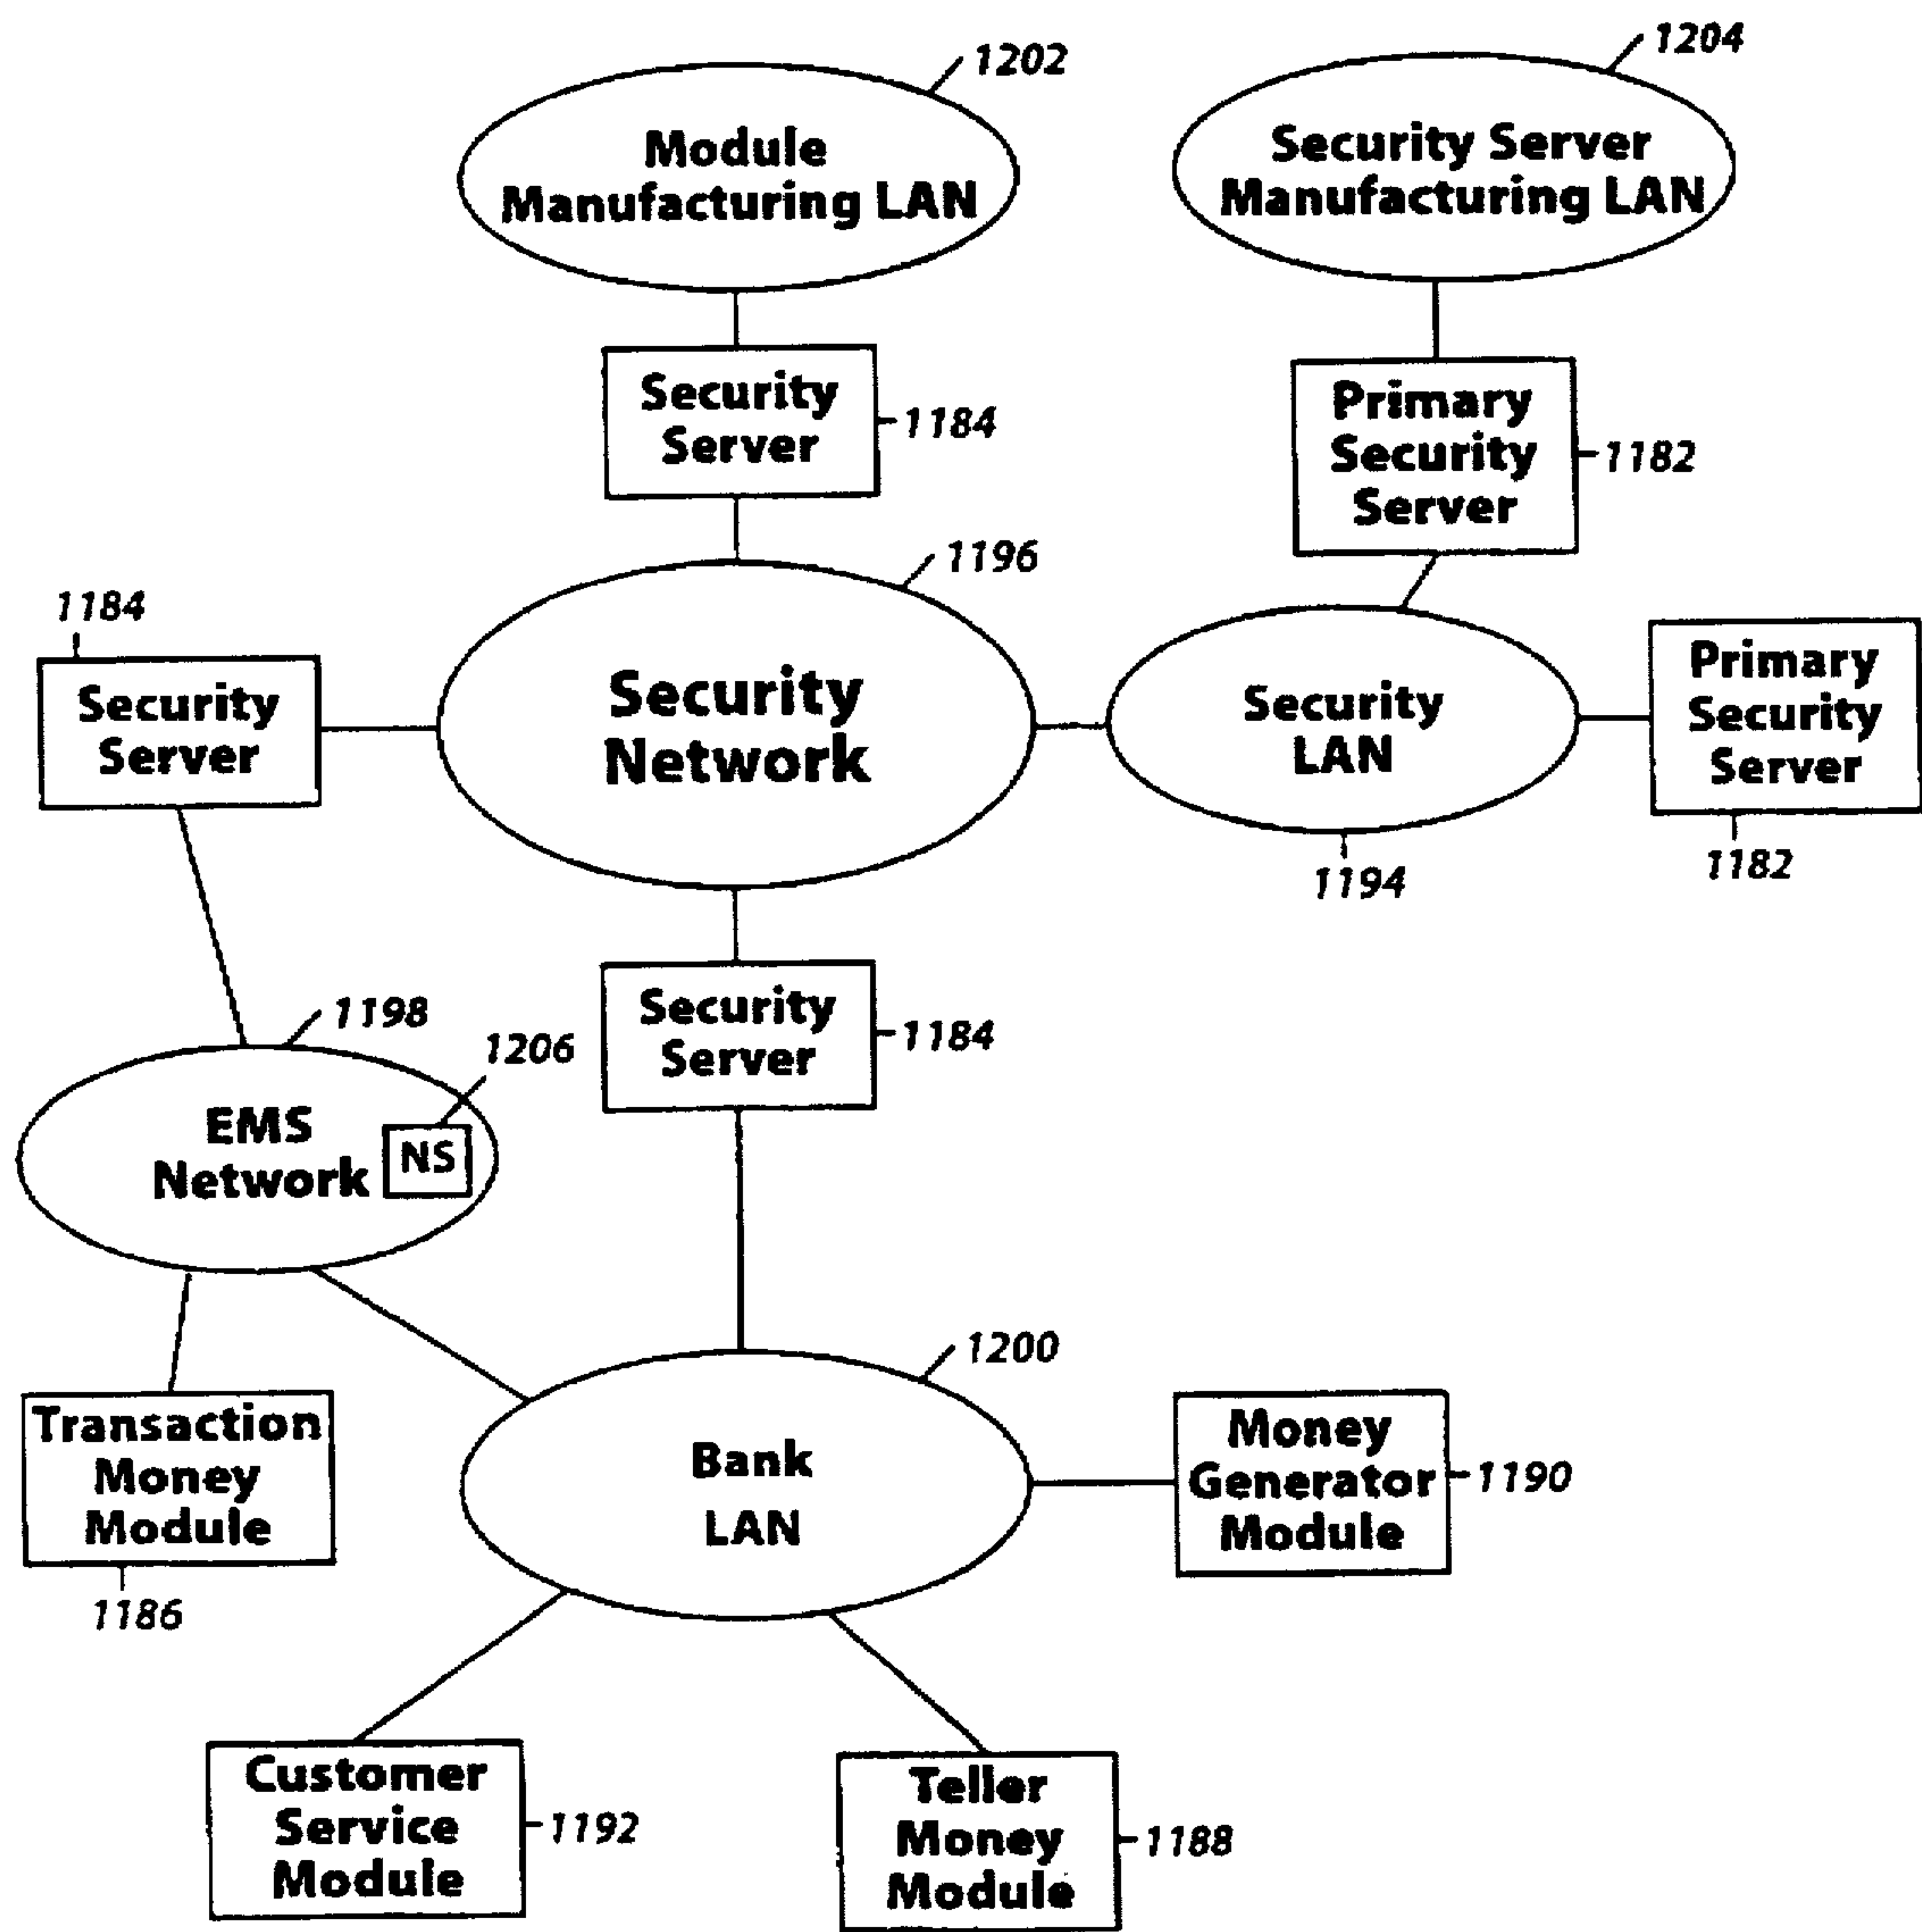 1202
1204
Module
Manufacturing LAN
Security Server
Manufacturing LAN
Security
Server
1184
Primary
Security
Server
1182
1196
1184
Security
Server
Security
Network
Security
LAN
1194
Primary
Security
Server
1182
Security
Server
1184
1198
1206
EMS
Network
NS
1200
Transaction
Money
Module
1186
Bank
LAN
Money
Generator
Module
1190
Customer
Service
Module
1192
Teller
Money
Module
1188